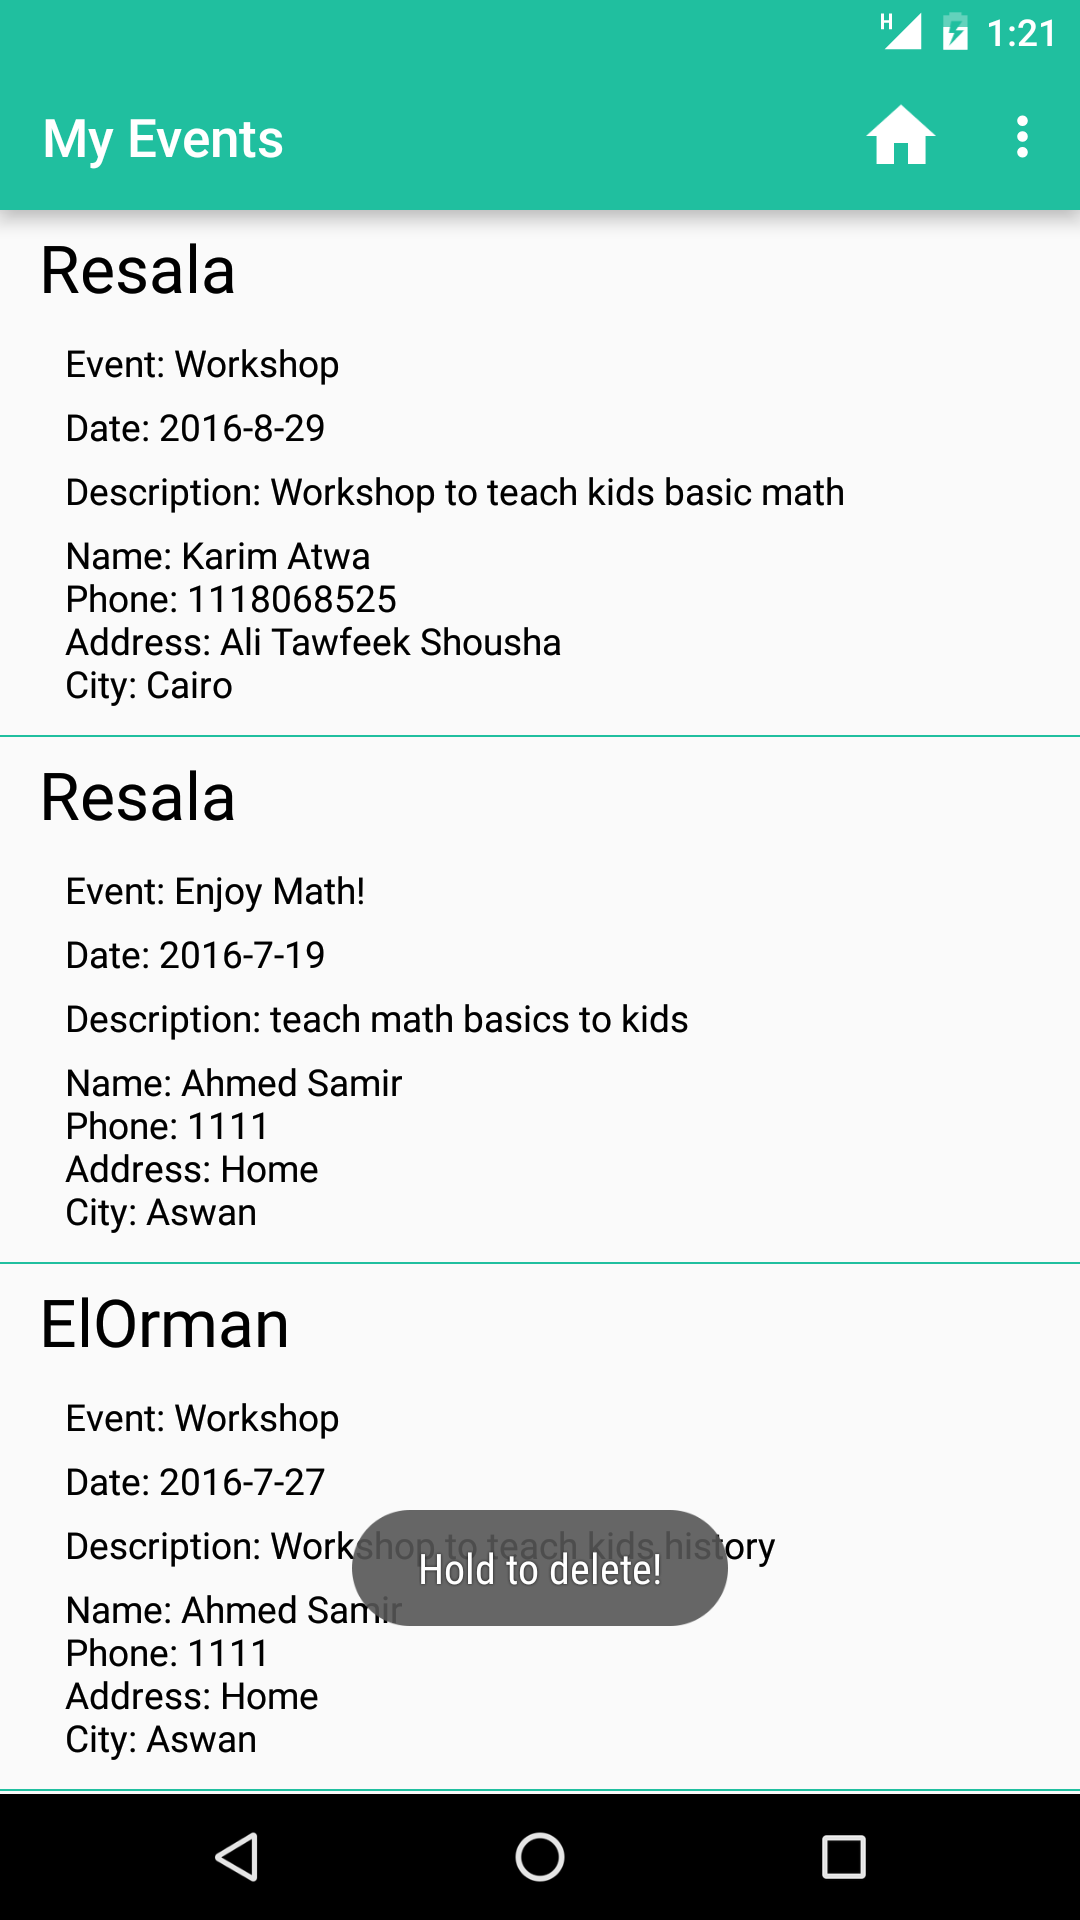 H 1:21
My Events
Resala
Event: Workshop
Date: 2016-8-29
Description: Workshop to teach kids basic math
Name: Karim Atwa
Phone: 1118068525
Address: Ali Tawfeek Shousha
City: Cairo
Resala
Event: Enjoy Math!
Date: 2016-7-19
Description: teach math basics to kids
Name: Ahmed Samir
Phone: 1111
Address: Home
City: Aswan
ElOrman
Event: Workshop
Date: 2016-7-27
Description: Workshop to teach kids history
Hold to delete!
Name: Ahmed Samir
Phone: 1111
Address: Home
City: Aswan